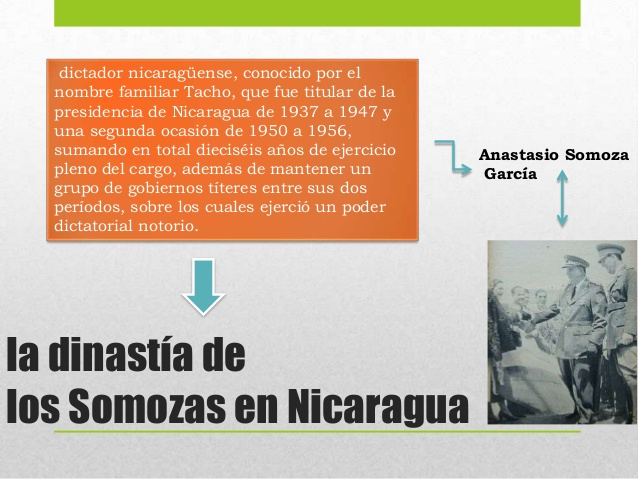 dictador nicaragüense, conocido por el
nombre familiar Tacho, que fue titular de la
presidencia de Nicaragua de 1937 a 1947 y
una segunda ocasión de 1950 a 1956,
sumando en total dieciséis años de ejercicio
pleno del cargo, además de mantener un
grupo de gobiernos títeres entre sus dos
períodos, sobre los cuales ejerció un poder
dictatorial notorio.
Anastasio Somoza
García
la dinastía de
los Somozas en Nicaragua